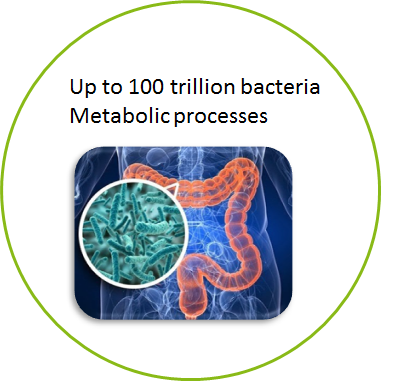 Up to 100 trillion bacteria
Metabolic processes